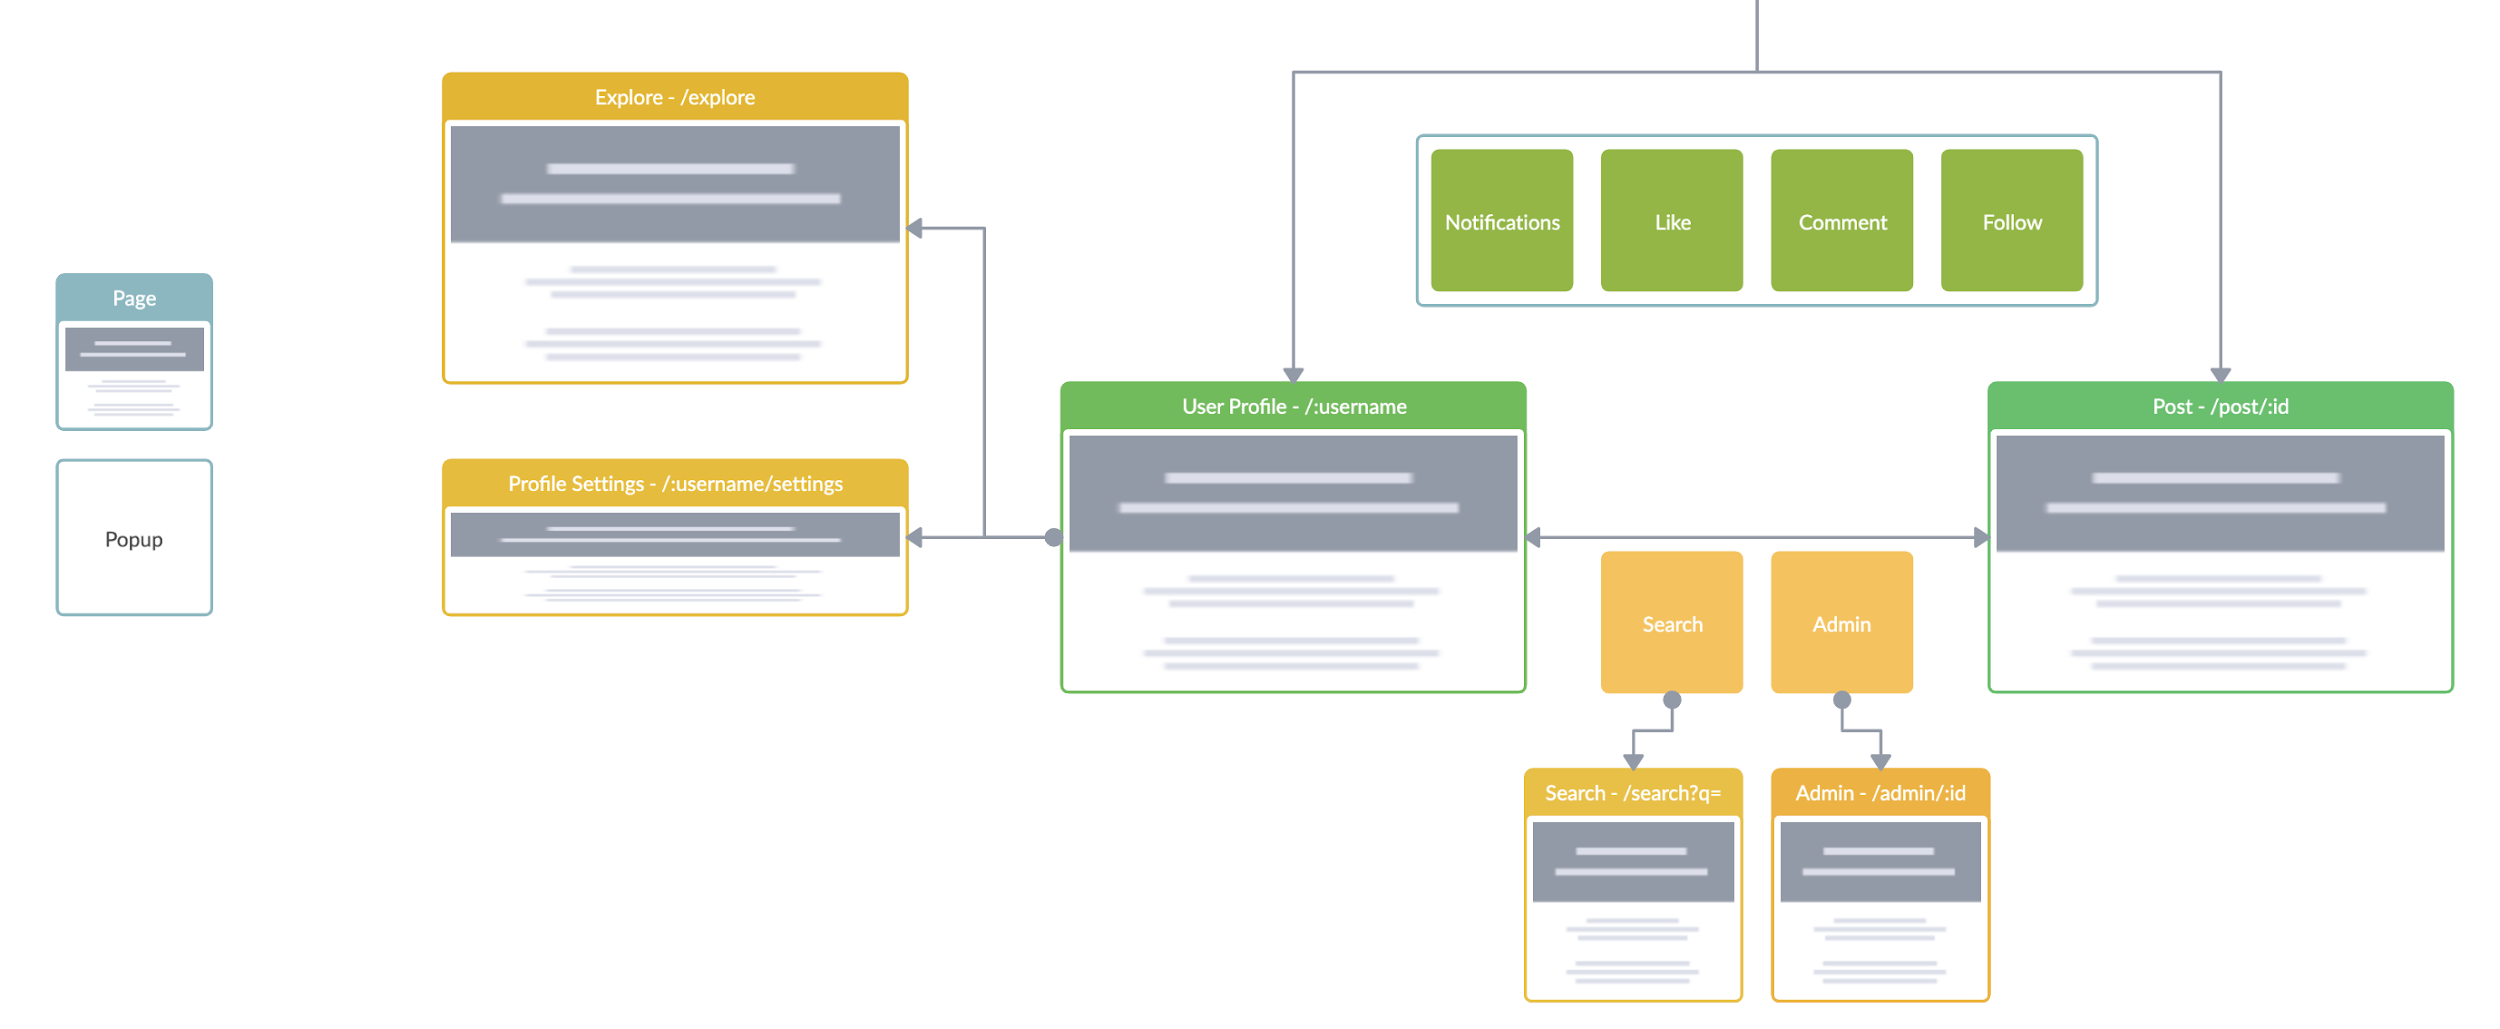 Explore - /explore
Notifications
Like
Comment
Follow
Page
User Profile - /:username
Post - /post/:id
Profile Settings - /:username/settings
Popup
Search
Admin
Search - /search?q=
Admin - /admin/:id